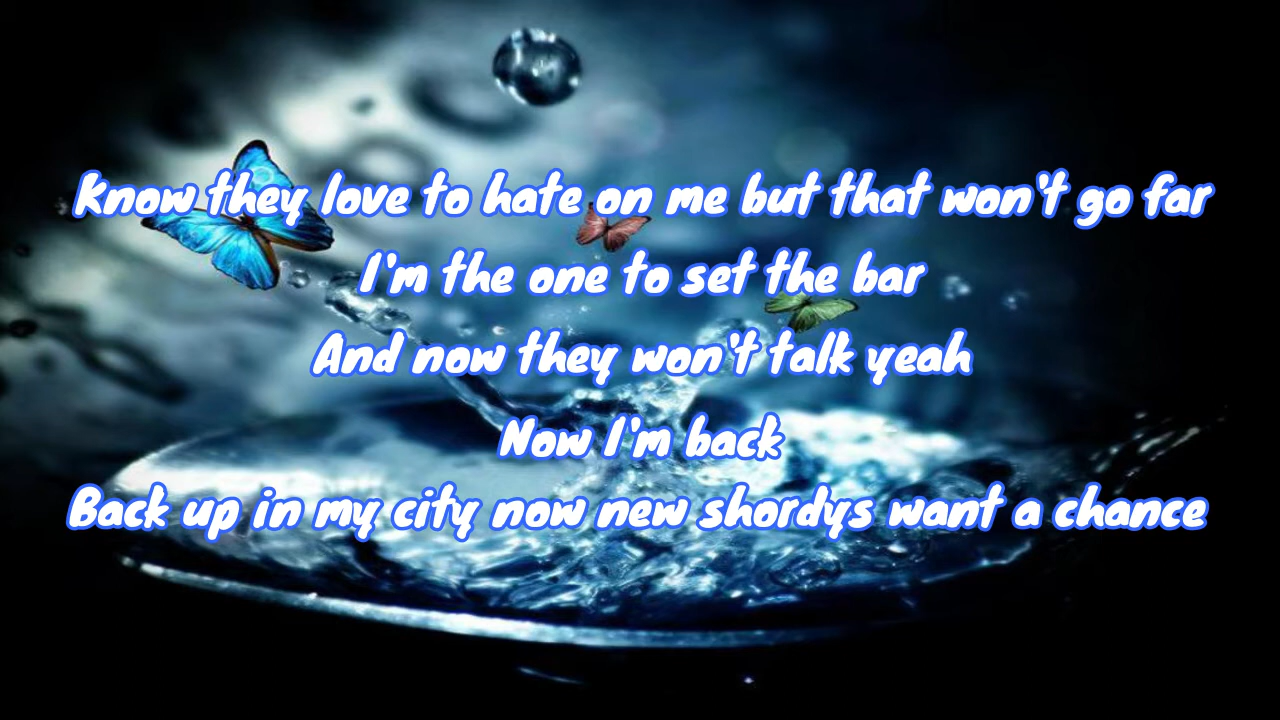 Know they love to hate on me but that won't go far
I'm the one to set the bar
And now they won't talk yeah
Now I'm back
Back up in my city now new shordys want a chance